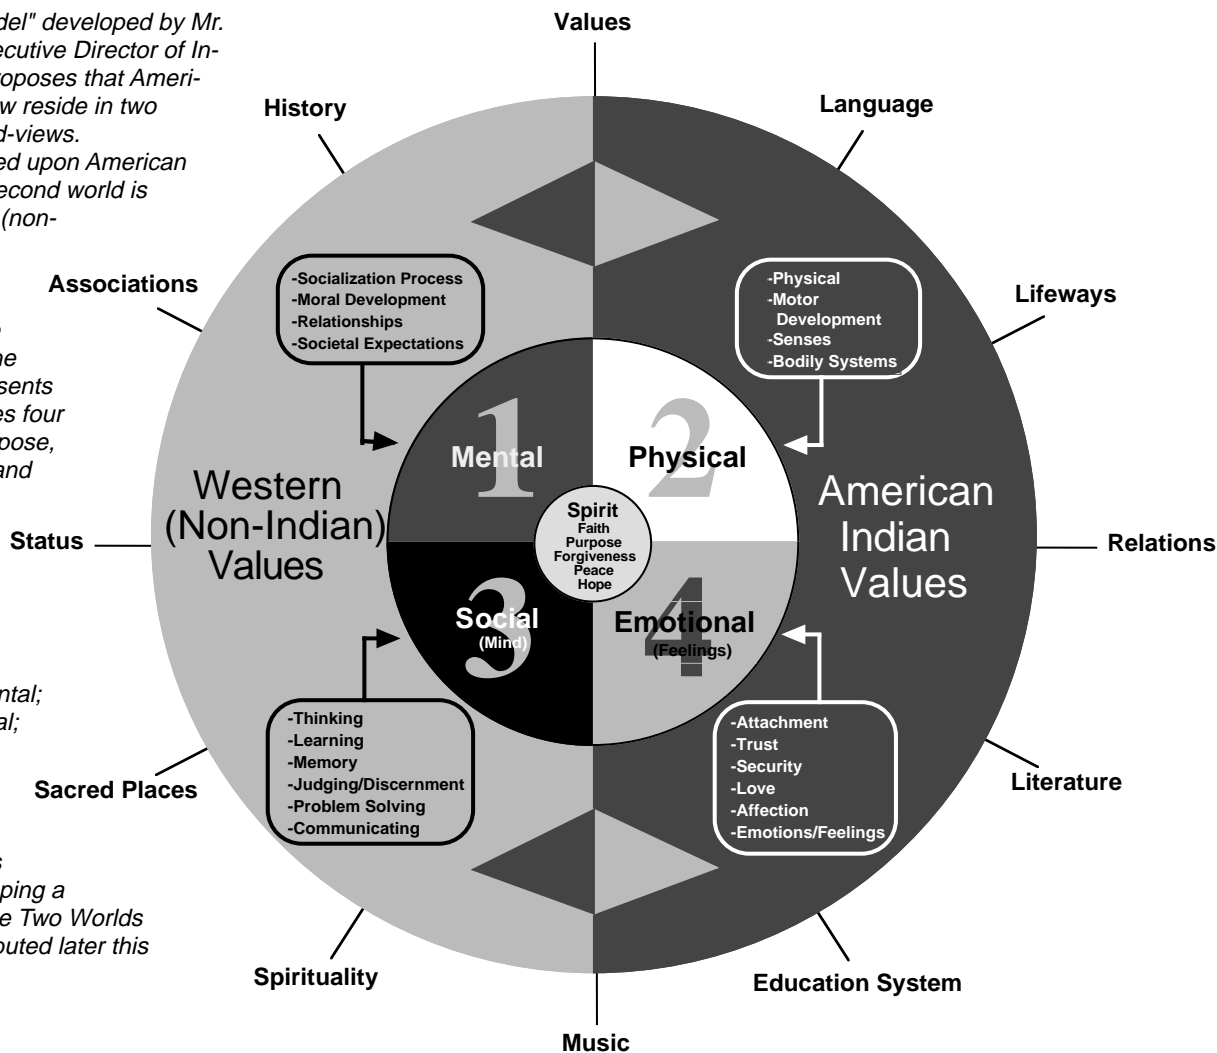 del" developed by Mr.
ecutive Director of In-
roposes that Ameri-
w reside in two
d-views.
ed upon American
econd world is
(non-
ne
sents
es four
pose,
and
ntal;
al;
s
ping a
e Two Worlds
outed later this
Values
History
Language
Associations
Lifeways
-Socialization Process
-Moral Development
-Relationships
-Societal Expectations
-Physical
-Motor
Development
-Senses
-Bodily Systems
1
Mental
2
Physical
Western
(Non-Indian)
Values
American
Indian
Values
Spirit
Faith
Purpose
Forgiveness
Peace
Hope
Status
Relations
3
Social
(Mind)
4
Emotional
(Feelings)
-Thinking
-Learning
-Memory
-Judging/Discernment
-Problem Solving
-Communicating
-Attachment
-Trust
-Security
-Love
-Affection
-Emotions/Feelings
Sacred Places
Literature
Spirituality
Education System
Music